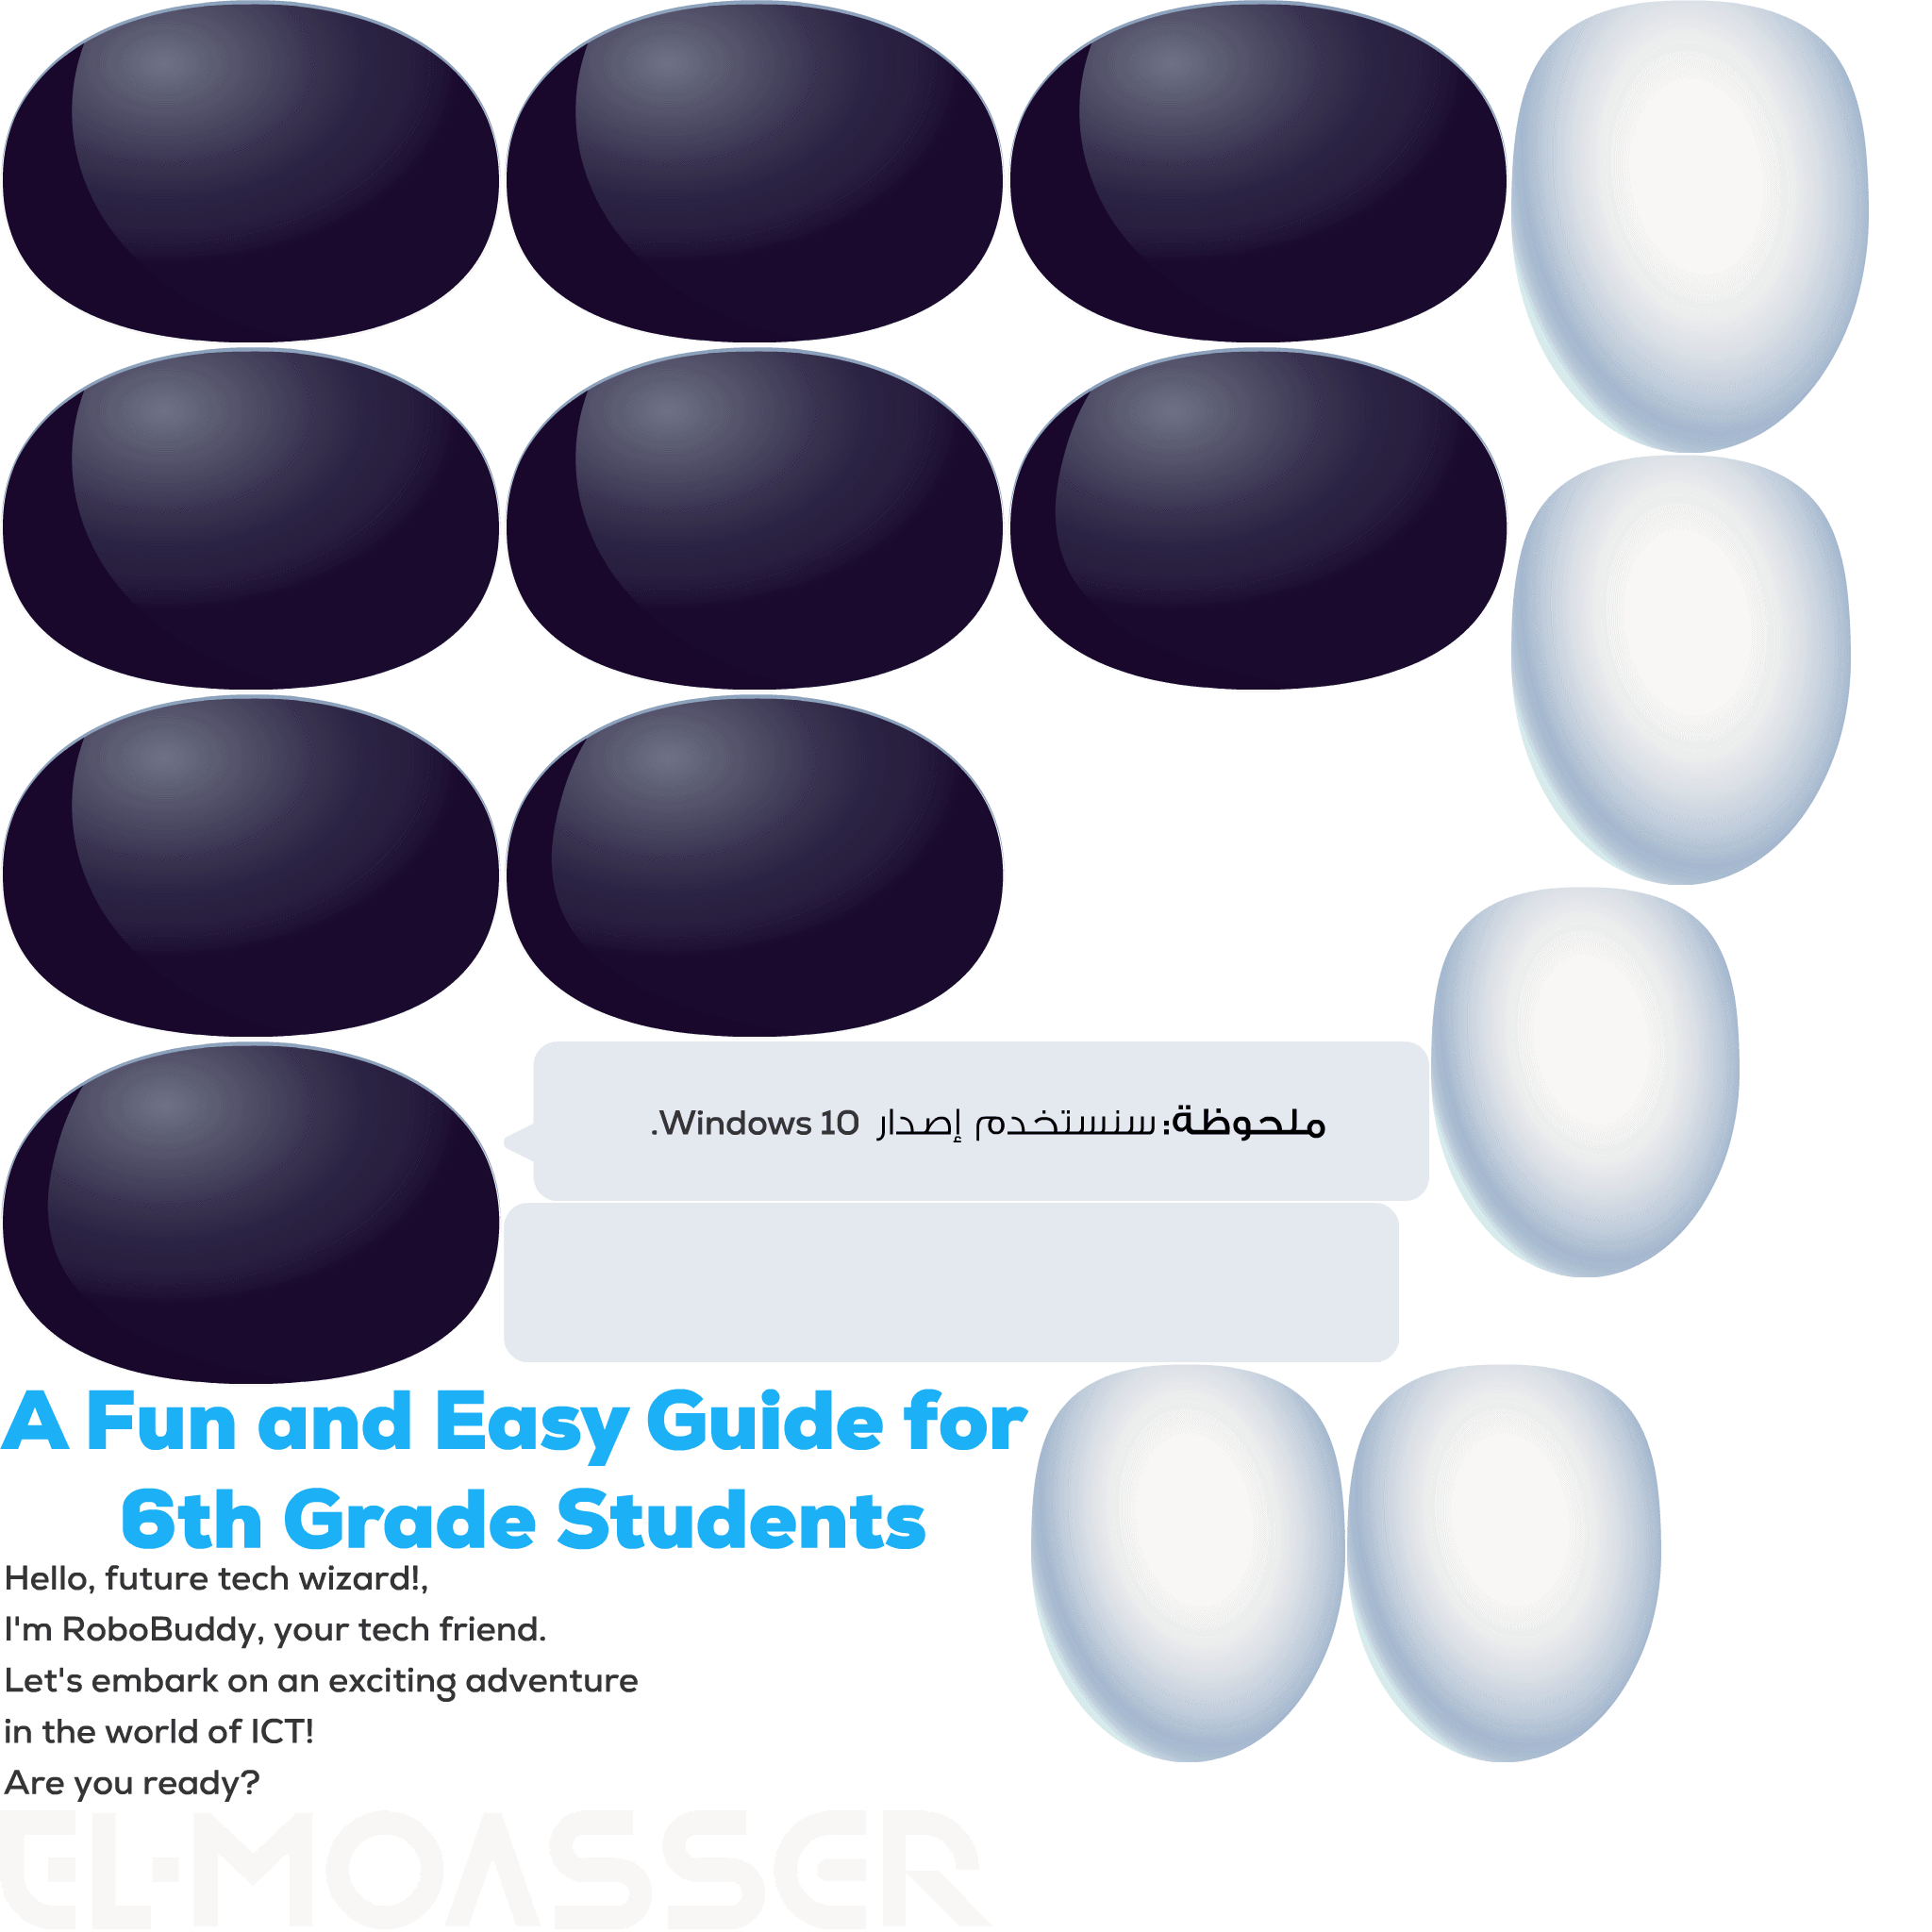 ملحوظة: سنستخدم إصدار Windows 10.
A Fun and Easy Guide for
6th Grade Students
Hello, future tech wizard!,
I'm RoboBuddy, your tech friend.
Let's embark on an exciting adventure
in the world of ICT!
Are you ready?
EL-MOASSER